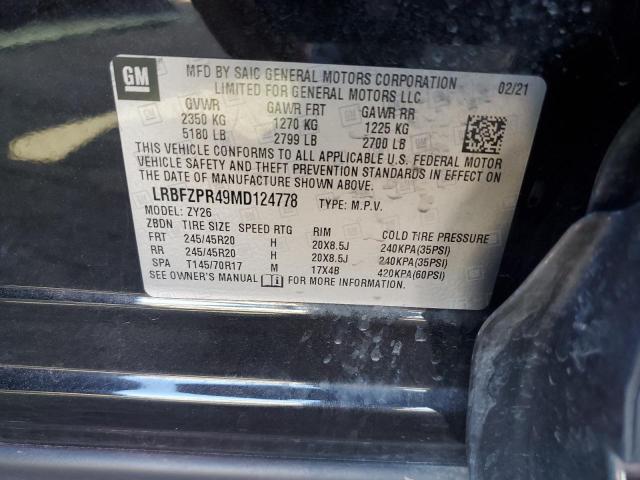 GM
MFD BY SAIC GENERAL MOTORS CORPORATION 02/21
LIMITED FOR GENERAL MOTORS LLC.
GVWR GAWR FRT GAWR RR
2350 KG 1270 KG 1225 KG
5180 LB 2799 LB 2700 LB
THIS VEHICLE CONFORMS TO ALL APPLICABLE U.S. FEDERAL MOTOR
VEHICLE SAFETY AND THEFT PREVENTION STANDARDS
IN EFFECT ON THE DATE OF MANUFACTURE SHOWN ABOVE.
LRBFZPR49MD124778 TYPE: M.P.V.
MODEL: ZY26
ZBDN TIRE SIZE SPEED RTG RIM COLD TIRE PRESSURE
FRT 245/45R20 H 20X8.5J 240KPA(35PSI)
RR 245/45R20 H 20X8.5J 240KPA(35PSI)
SPA T145/70R17 M 17X4B 420KPA(60PSI)
SEE OWNER'S MANUAL FOR MORE INFORMATION.